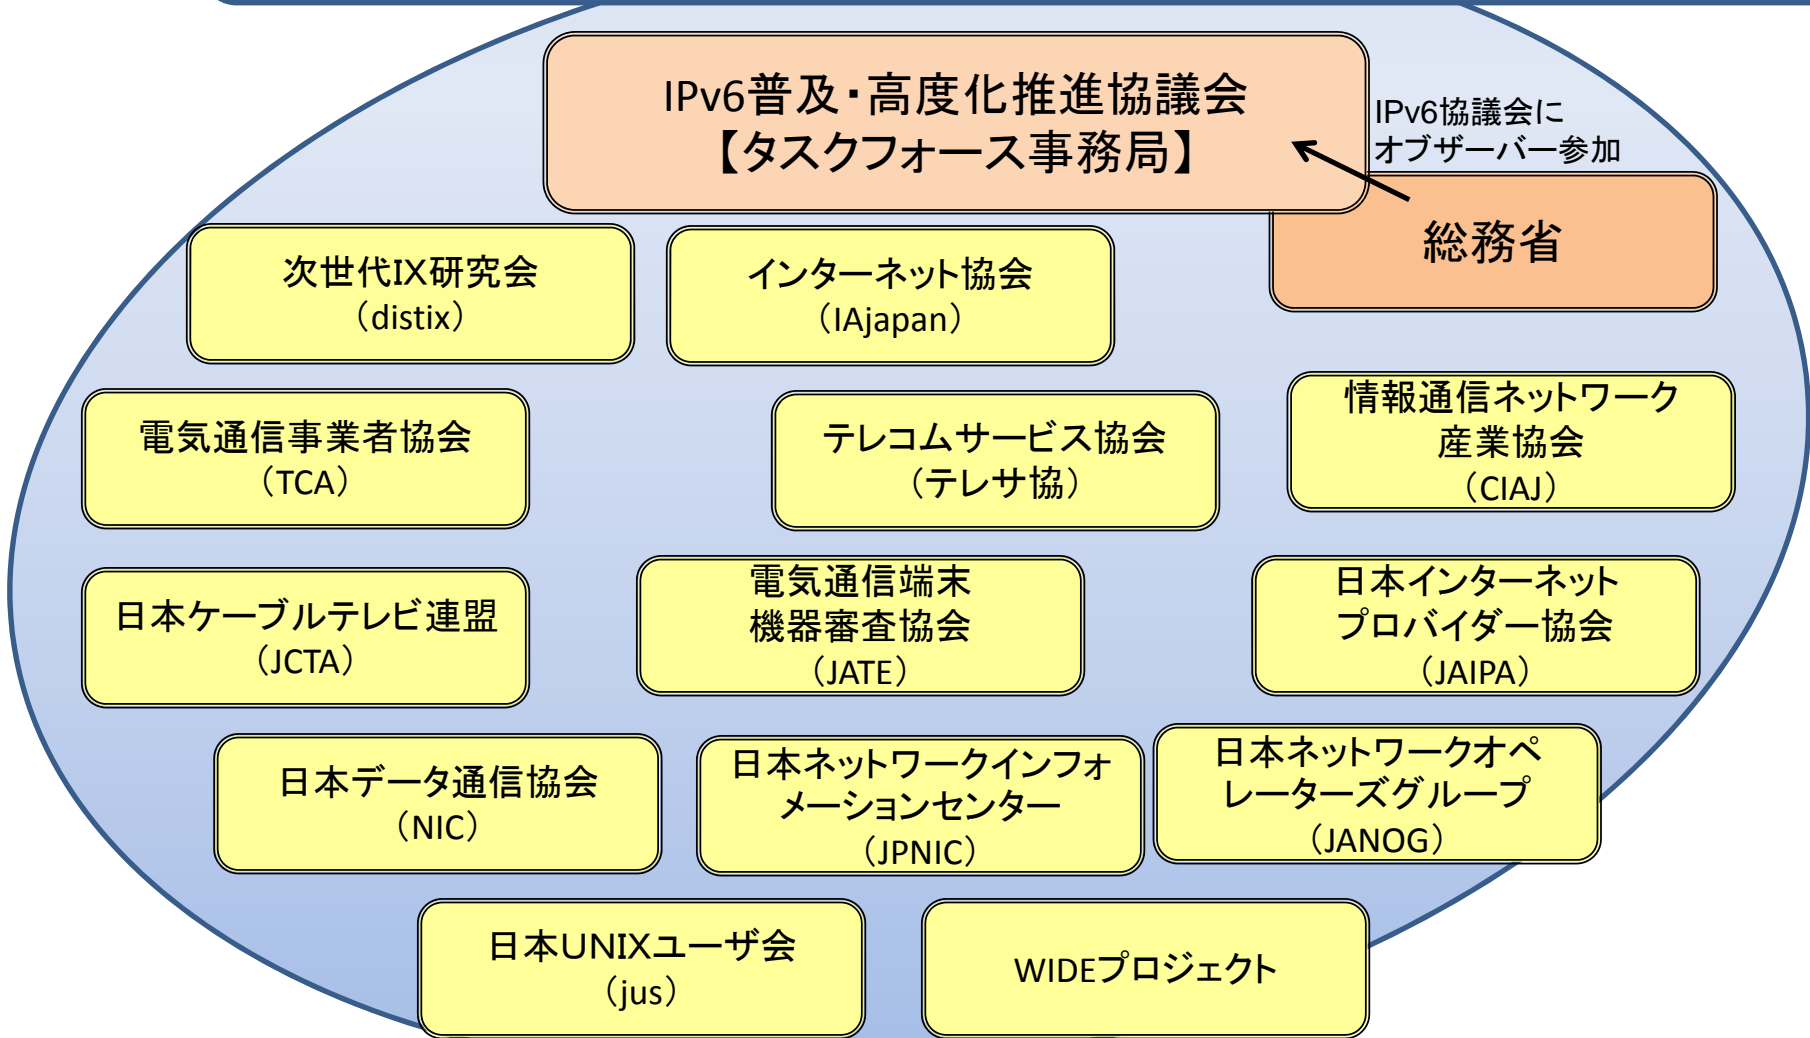 IPv6普及・高度化推進協議会
【タスクフォース事務局】
IPv6協議会に
オブザーバー参加
総務省
次世代IX研究会
（distix）
インターネット協会
（IAjapan）
電気通信事業者協会
（TCA）
テレコムサービス協会
（テレサ協）
情報通信ネットワーク
産業協会
（CIAJ）
日本ケーブルテレビ連盟
（JCTA）
電気通信端末
機器審査協会
（JATE）
日本インターネット
プロバイダー協会
（JAIPA）
日本データ通信協会
（NIC）
日本ネットワークインフォ
メーションセンター
（JPNIC）
日本ネットワークオペ
レーターズグループ
（JANOG）
日本UNIXユーザ会
（jus）
WIDEプロジェクト